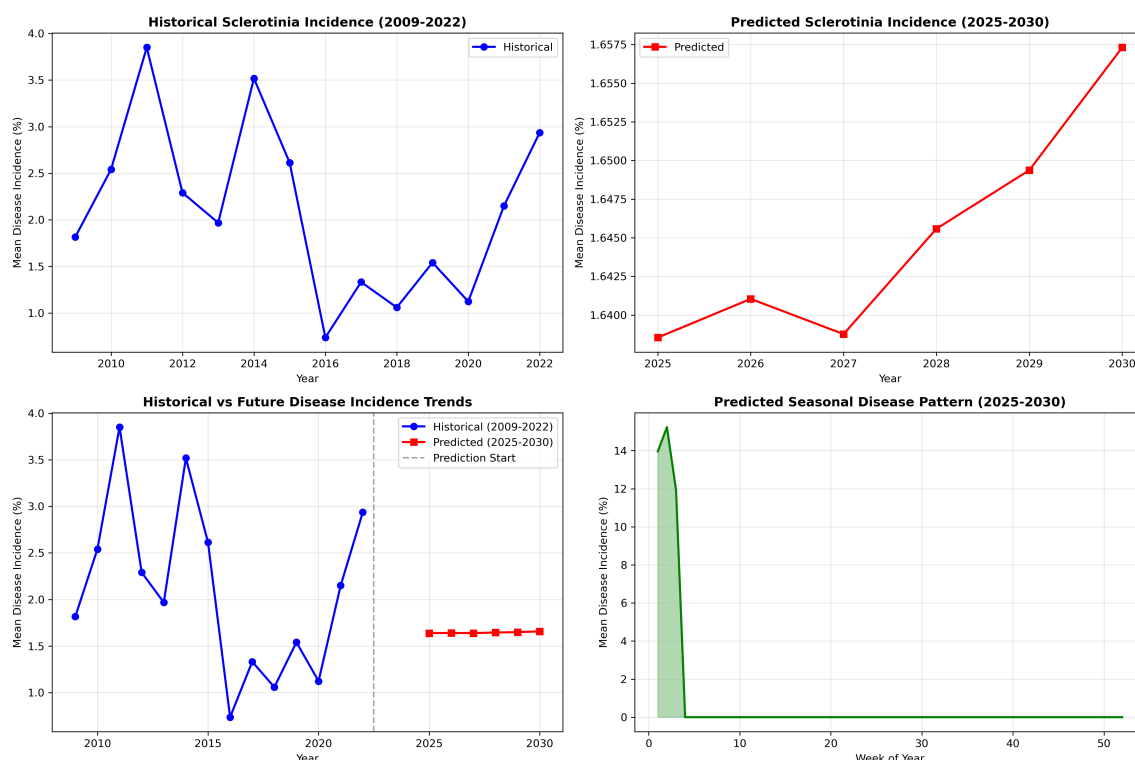 Historical Sclerotinia Incidence (2009-2022)
Mean Disease Incidence (%)
4.0
3.5
3.0
2.5
2.0
1.5
1.0
Historical
2010 2012 2014 2016 2018 2020 2022
Year
Predicted Sclerotinia Incidence (2025-2030)
Mean Disease Incidence (%)
1.6575
1.6550
1.6525
1.6500
1.6475
1.6450
1.6425
1.6400
Predicted
2025 2026 2027 2028 2029 2030
Year
Historical vs Future Disease Incidence Trends
Mean Disease Incidence (%)
4.0
3.5
3.0
2.5
2.0
1.5
1.0
Historical (2009-2022)
Predicted (2025-2030)
Prediction Start
2010 2015 2020 2025 2030
Year
Predicted Seasonal Disease Pattern (2025-2030)
Mean Disease Incidence (%)
14
12
10
8
6
4
2
0
0 10 20 30 40 50
Week of Year